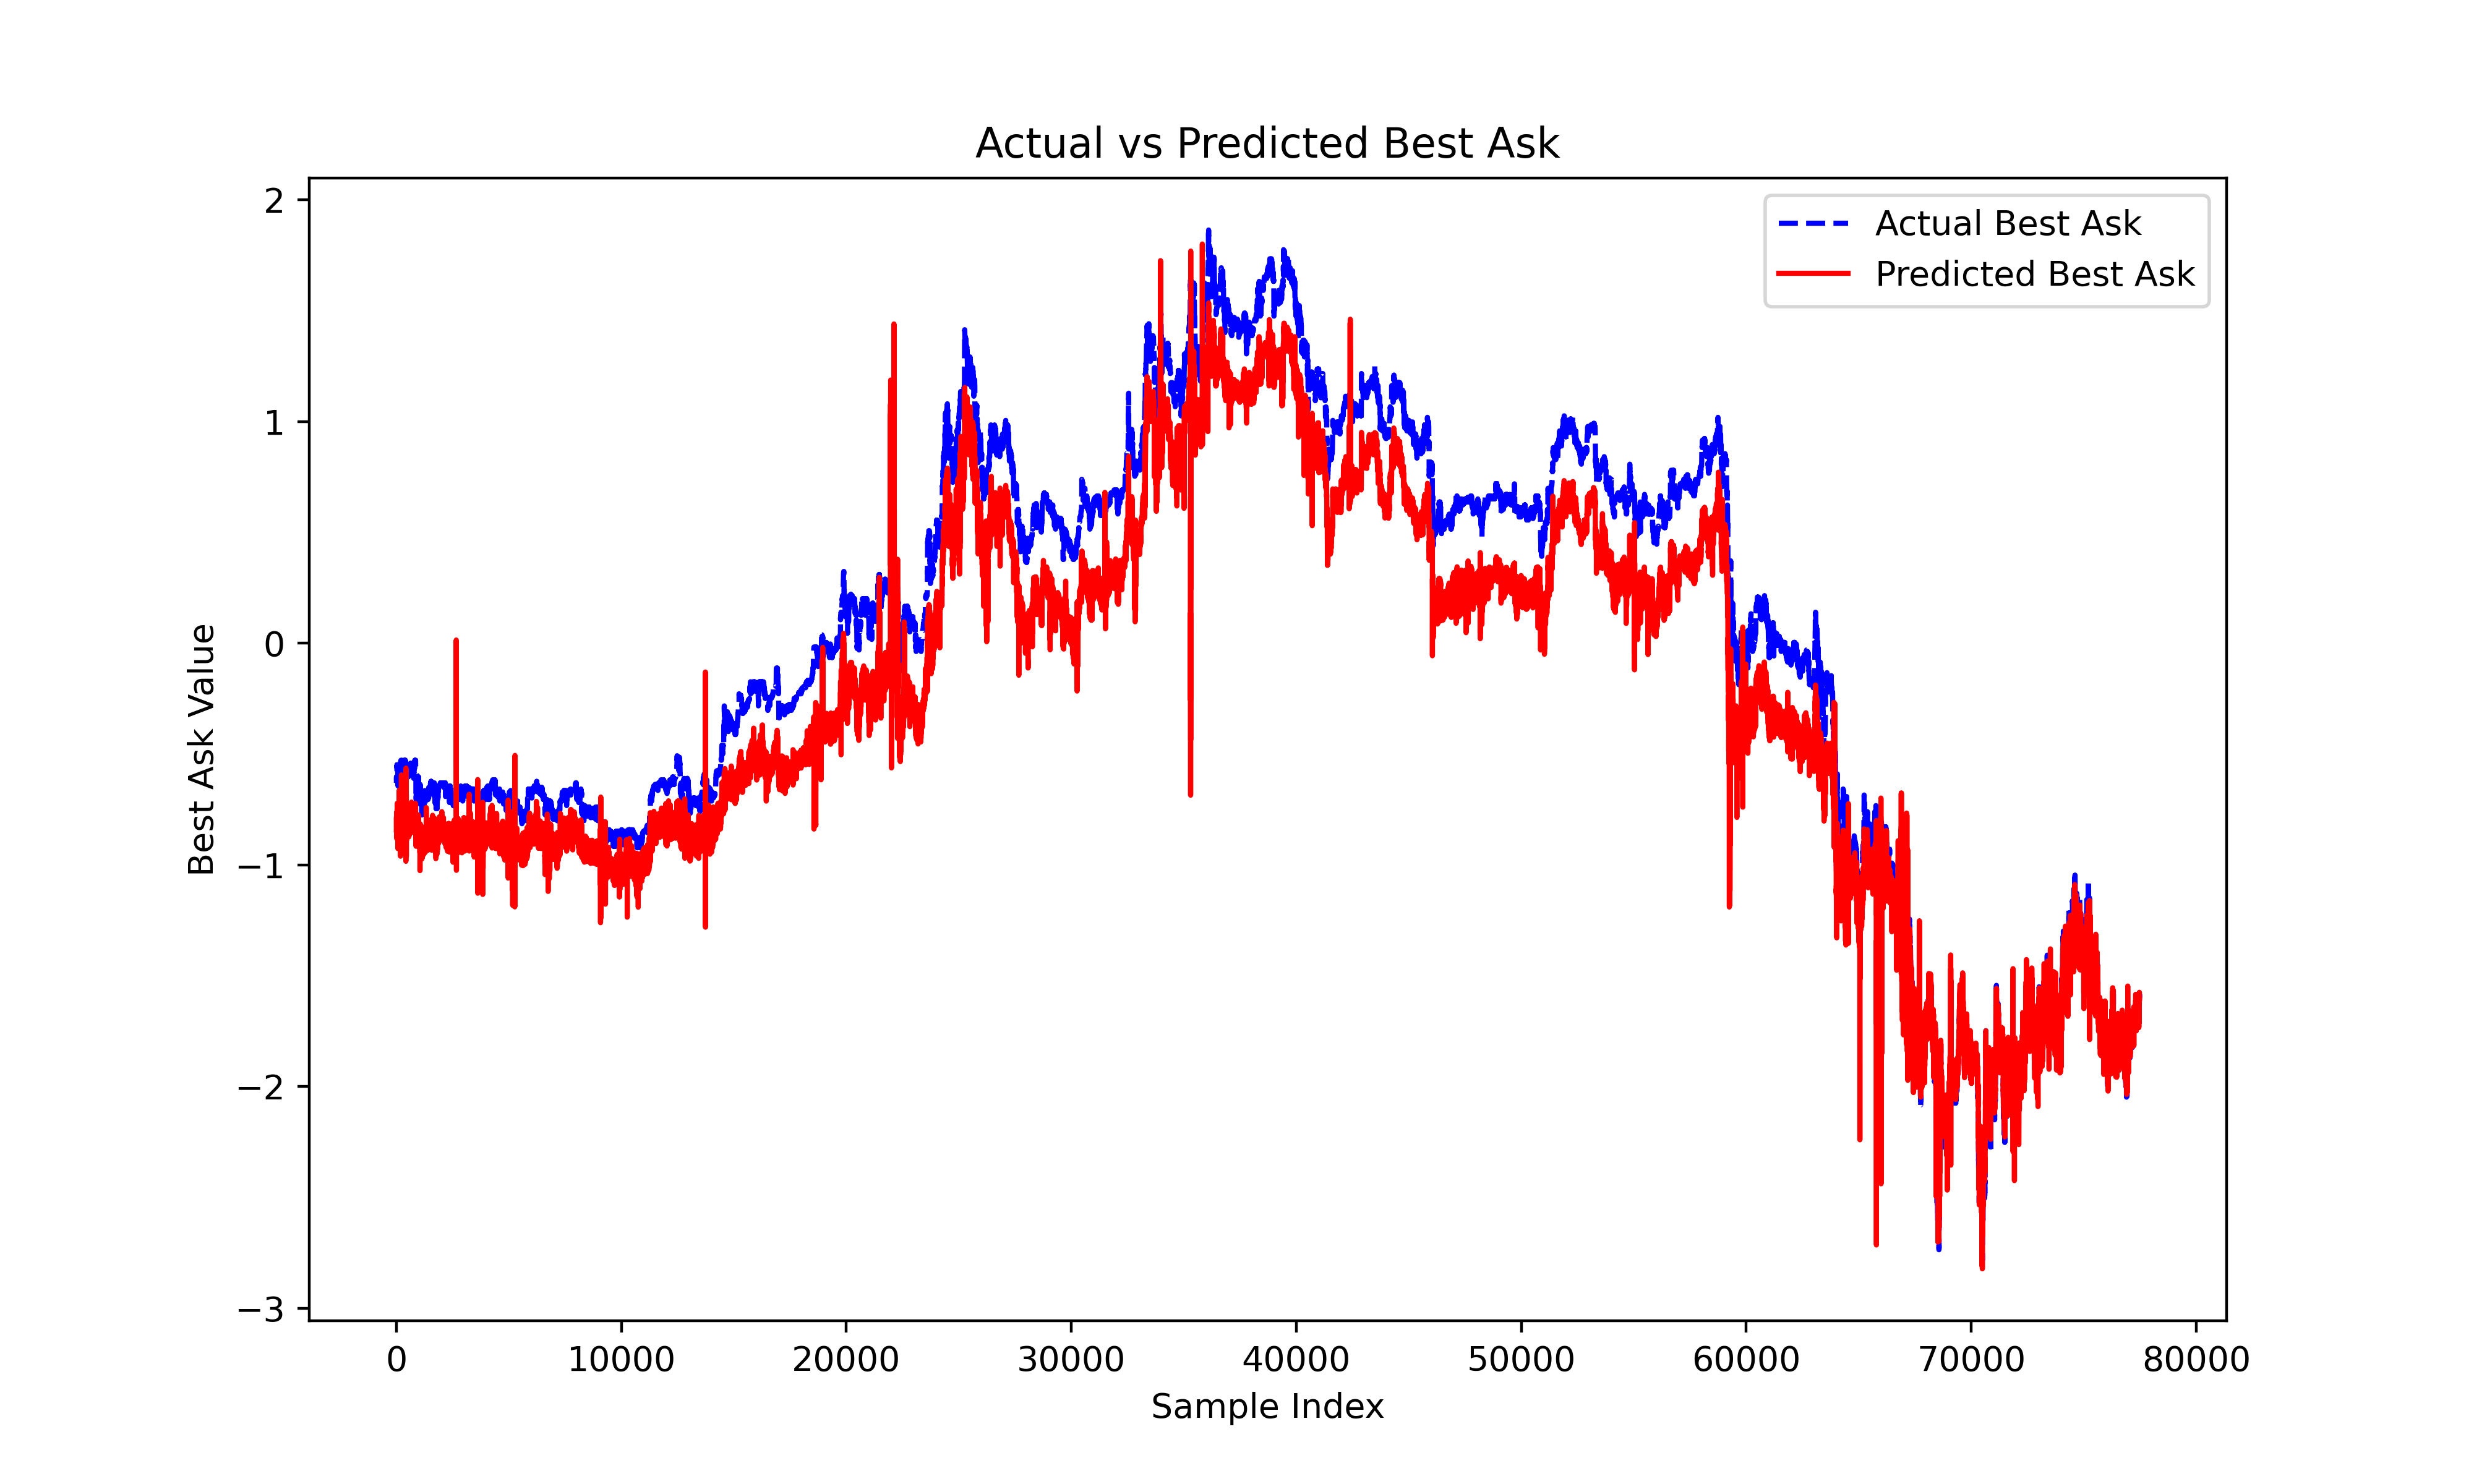 Actual vs Predicted Best Ask
Actual Best Ask
Predicted Best Ask
Best Ask Value
2
1
0
−1
−2
−3
0 10000 20000 30000 40000 50000 60000 70000 80000
Sample Index